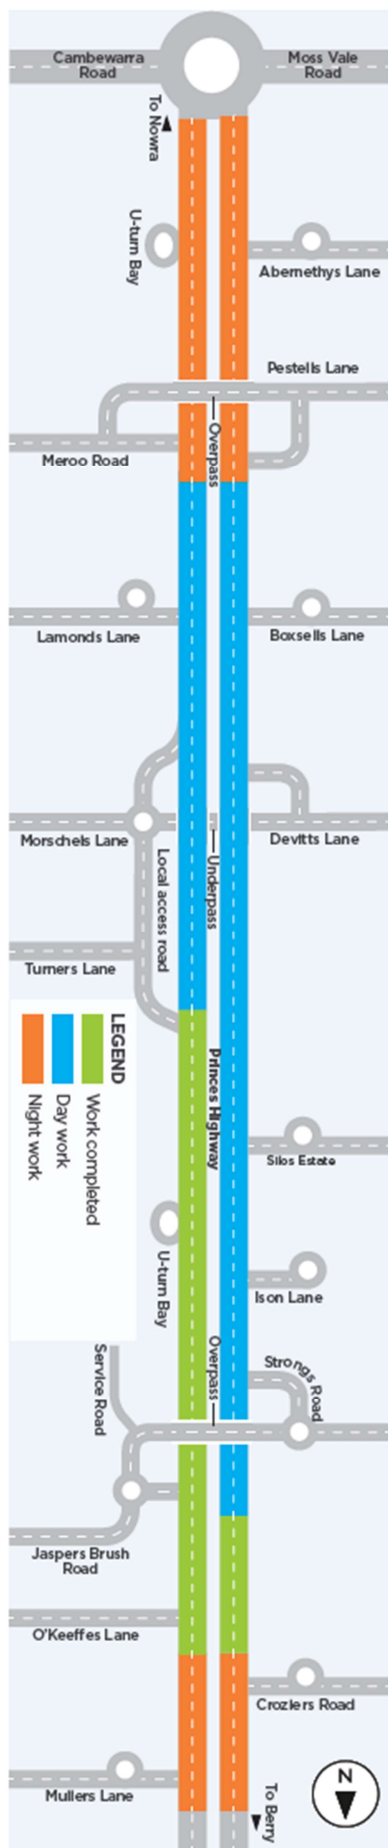 Cambewarra
Road
Moss Vale
Road
To Nowra
U-turn Bay
Abernethys Lane
Pestells Lane
Overpass
Meroo Road
Lamonds Lane
Boxsells Lane
Morschels Lane
Devitts Lane
Underpass
Local access road
Turners Lane
LEGEND
Work completed
Day work
Night work
Princes Highway
Silos Estate
U-turn Bay
Ison Lane
Overpass
Strongs Road
Service Road
Jaspers Brush
Road
O'Keeffes Lane
Croziers Road
Mullers Lane
To Berry
N